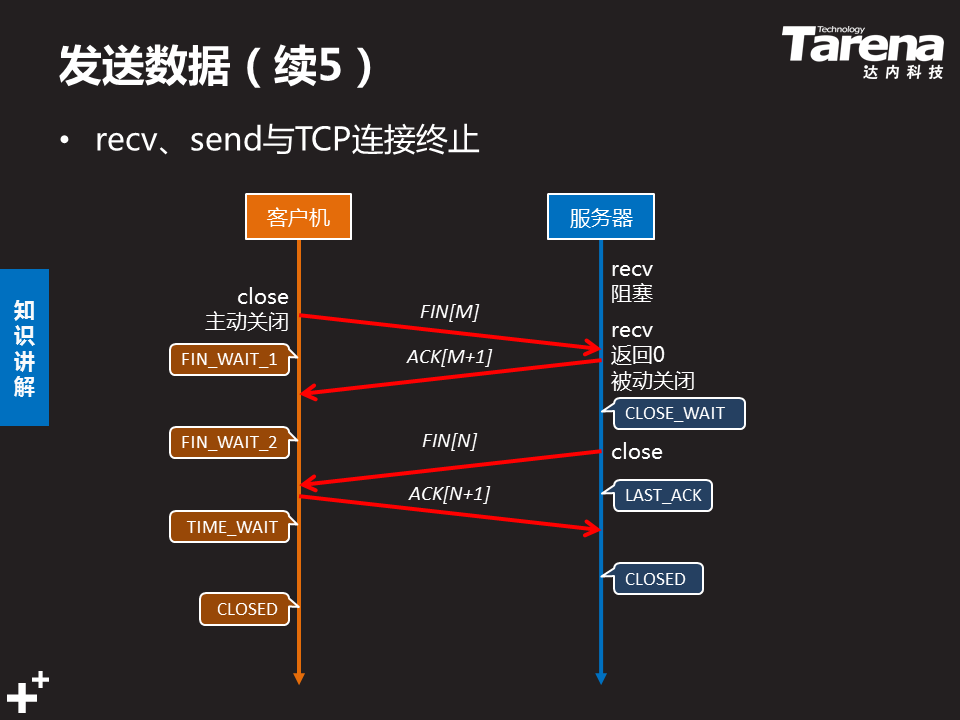 发送数据（续5）
Technology
Tarena
达内科技
• recv、send与TCP连接终止
知
识
讲
解
客户机
服务器
recv
阻塞
close
主动关闭
FIN[M]
recv
返回0
被动关闭
FIN_WAIT_1
ACK[M+1]
CLOSE_WAIT
FIN_WAIT_2
FIN[N]
close
ACK[N+1]
LAST_ACK
TIME_WAIT
CLOSED
CLOSED